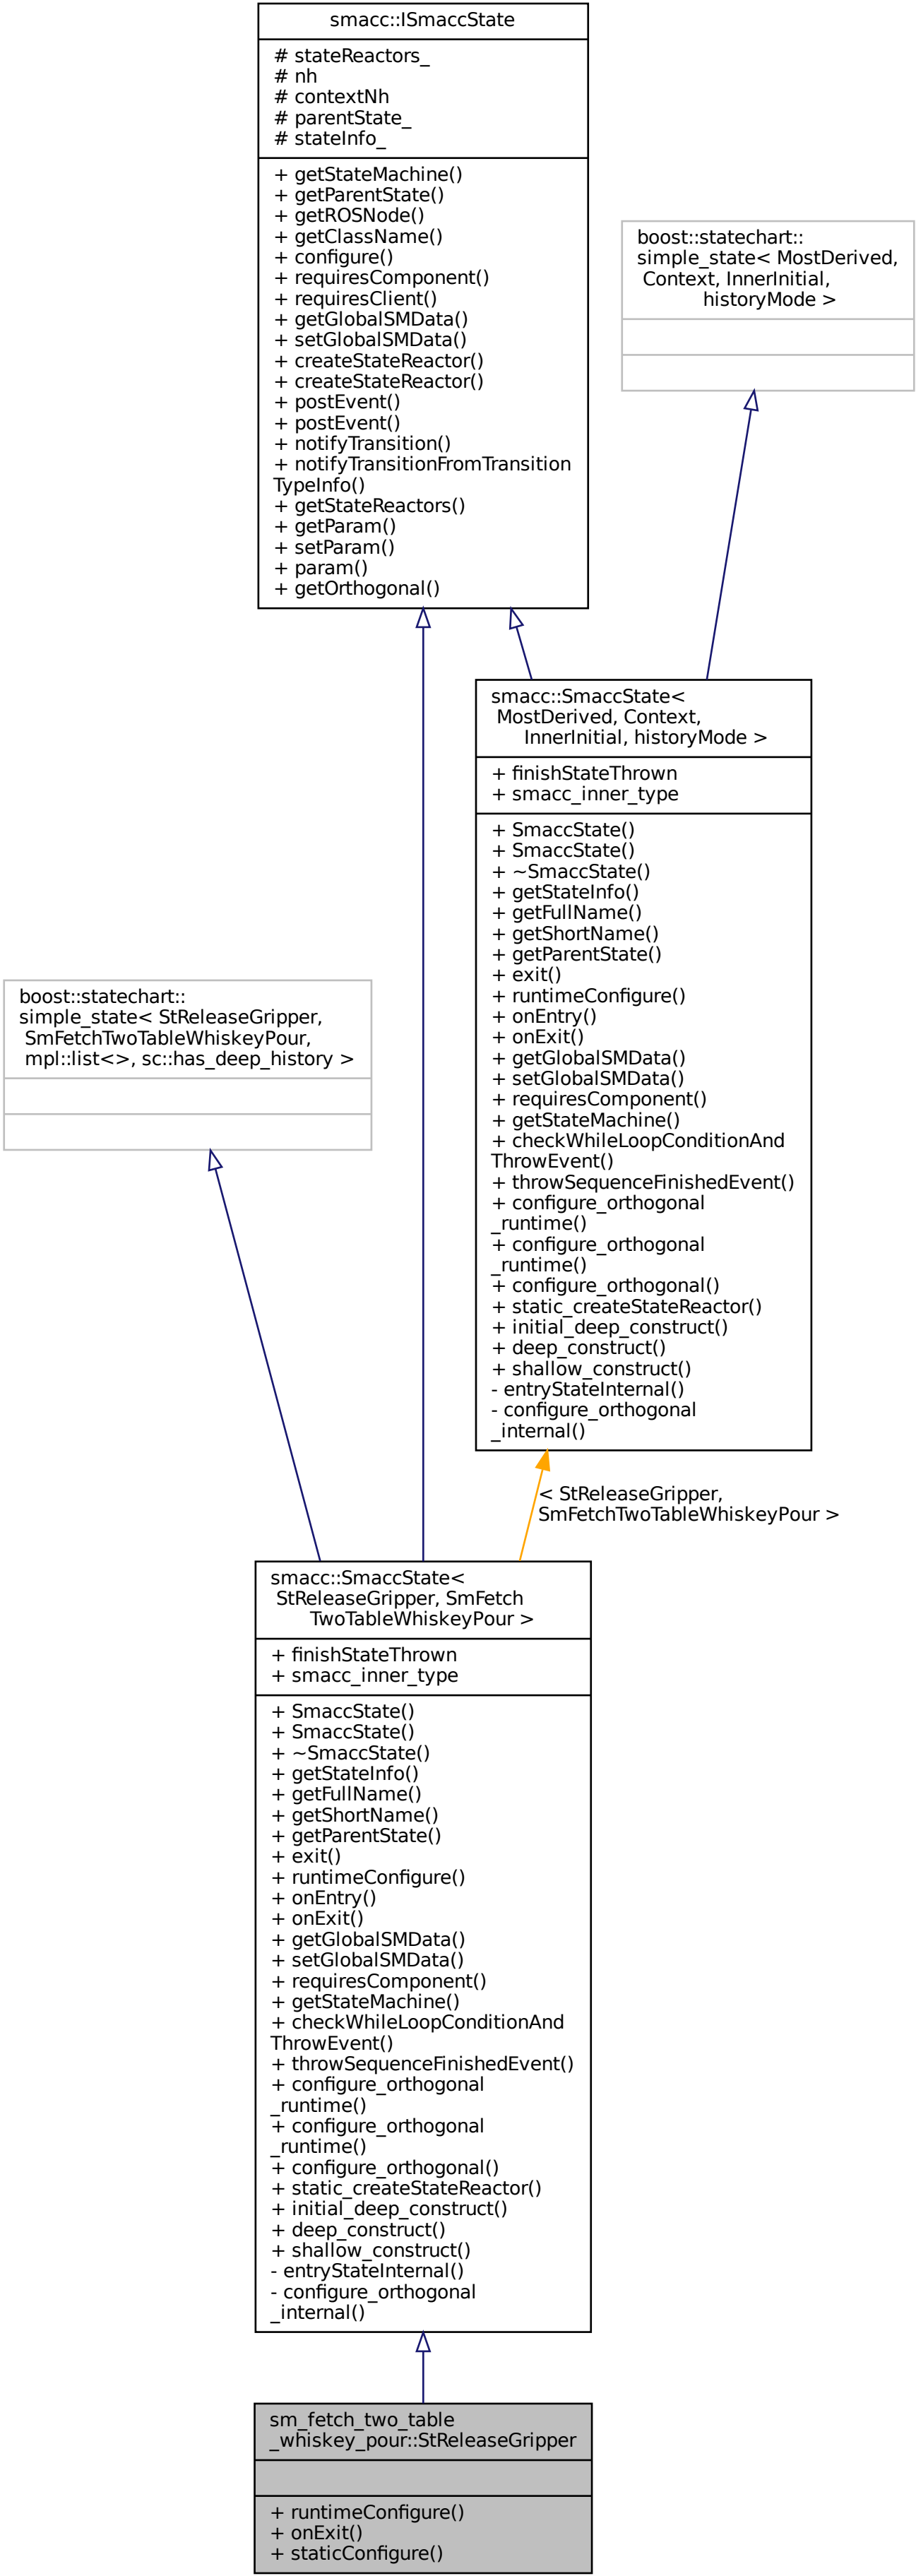 smacc::ISmaccState
# stateReactors_
# nh
# contextNh
# parentState_
# stateInfo_
+ getStateMachine()
+ getParentState()
+ getROSNode()
+ getClassName()
+ configure()
+ requiresComponent()
+ requiresClient()
+ getGlobalSMData()
+ setGlobalSMData()
+ createStateReactor()
+ createStateReactor()
+ postEvent()
+ postEvent()
+ notifyTransition()
+ notifyTransitionFromTransition
TypeInfo()
+ getStateReactors()
+ getParam()
+ setParam()
+ param()
+ getOrthogonal()
boost::statechart::
simple_state< MostDerived,
Context, InnerInitial,
historyMode >
smacc::SmaccState<
MostDerived, Context,
InnerInitial, historyMode >
+ finishStateThrown
+ smacc_inner_type
+ SmaccState()
+ SmaccState()
+ ~SmaccState()
+ getStateInfo()
+ getFullName()
+ getShortName()
+ getParentState()
+ exit()
+ runtimeConfigure()
+ onEntry()
+ onExit()
+ getGlobalSMData()
+ setGlobalSMData()
+ requiresComponent()
+ getStateMachine()
+ checkWhileLoopConditionAnd
ThrowEvent()
+ throwSequenceFinishedEvent()
+ configure_orthogonal
_runtime()
+ configure_orthogonal
_runtime()
+ configure_orthogonal()
+ static_createStateReactor()
+ initial_deep_construct()
+ deep_construct()
+ shallow_construct()
- entryStateInternal()
- configure_orthogonal
_internal()
boost::statechart::
simple_state< StReleaseGripper,
SmFetchTwoTableWhiskeyPour,
mpl::list<>, sc::has_deep_history >
< StReleaseGripper,
SmFetchTwoTableWhiskeyPour >
smacc::SmaccState<
StReleaseGripper, SmFetch
TwoTableWhiskeyPour >
+ finishStateThrown
+ smacc_inner_type
+ SmaccState()
+ SmaccState()
+ ~SmaccState()
+ getStateInfo()
+ getFullName()
+ getShortName()
+ getParentState()
+ exit()
+ runtimeConfigure()
+ onEntry()
+ onExit()
+ getGlobalSMData()
+ setGlobalSMData()
+ requiresComponent()
+ getStateMachine()
+ checkWhileLoopConditionAnd
ThrowEvent()
+ throwSequenceFinishedEvent()
+ configure_orthogonal
_runtime()
+ configure_orthogonal
_runtime()
+ configure_orthogonal()
+ static_createStateReactor()
+ initial_deep_construct()
+ deep_construct()
+ shallow_construct()
- entryStateInternal()
- configure_orthogonal
_internal()
sm_fetch_two_table
_whiskey_pour::StReleaseGripper
+ runtimeConfigure()
+ onExit()
+ staticConfigure()